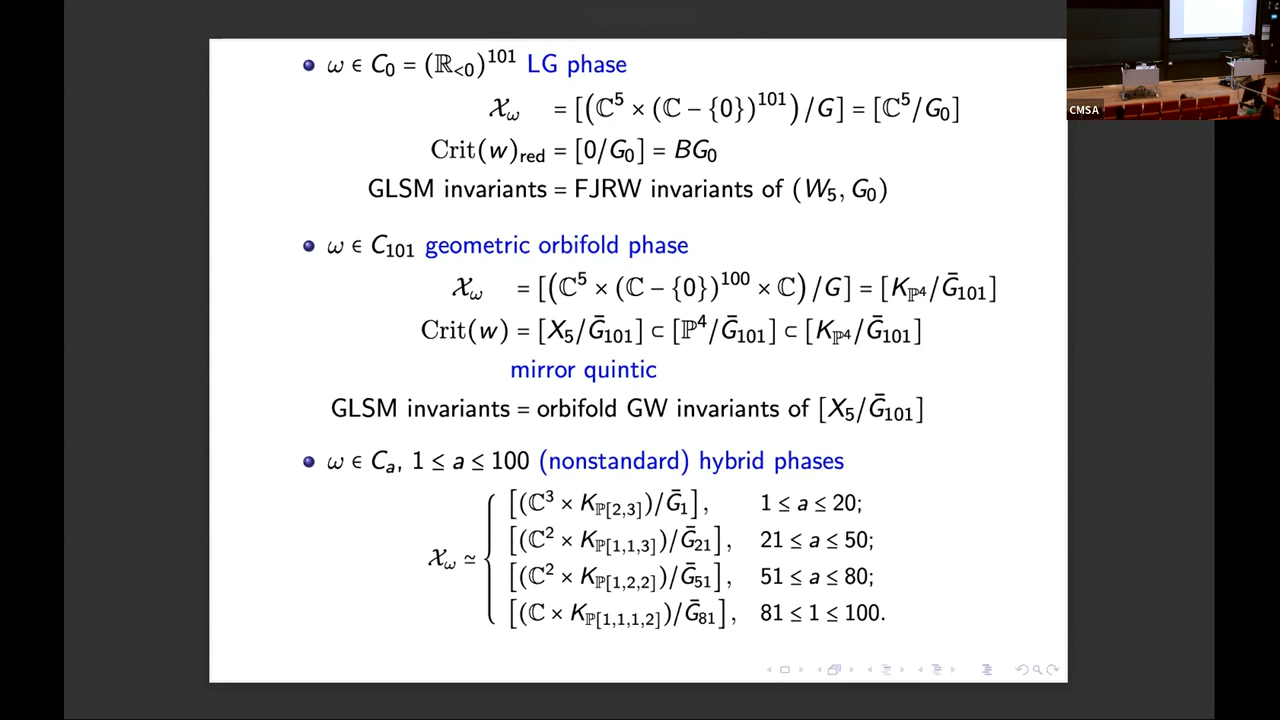 ω ∈ C₀ = (ℝ<₀)¹⁰¹ LG phase
𝒳_ω = [(ℂ⁵ × (ℂ − {0})¹⁰¹)/G] = [ℂ⁵/G₀]
Crit(w)_red = [0/G₀] = BG₀
GLSM invariants = FJRW invariants of (W₅, G₀)
ω ∈ C₁₀₁ geometric orbifold phase
𝒳_ω = [(ℂ⁵ × (ℂ − {0})¹⁰⁰ × ℂ)/G] = [K_ℙ⁴/Ḡ₁₀₁]
Crit(w) = [X₅/Ḡ₁₀₁] ⊂ [ℙ⁴/Ḡ₁₀₁] ⊂ [K_ℙ⁴/Ḡ₁₀₁]
mirror quintic
GLSM invariants = orbifold GW invariants of [X₅/Ḡ₁₀₁]
ω ∈ C_a, 1 ≤ a ≤ 100 (nonstandard) hybrid phases
[(ℂ³ × K_ℙ[2,3])/Ḡ₁], 1 ≤ a ≤ 20;
[(ℂ² × K_ℙ[1,1,3])/Ḡ₂₁], 21 ≤ a ≤ 50;
𝒳_ω ≃ {
[(ℂ² × K_ℙ[1,2,2])/Ḡ₅₁], 51 ≤ a ≤ 80;
[(ℂ × K_ℙ[1,1,1,2])/Ḡ₈₁], 81 ≤ 1 ≤ 100.
CMSA